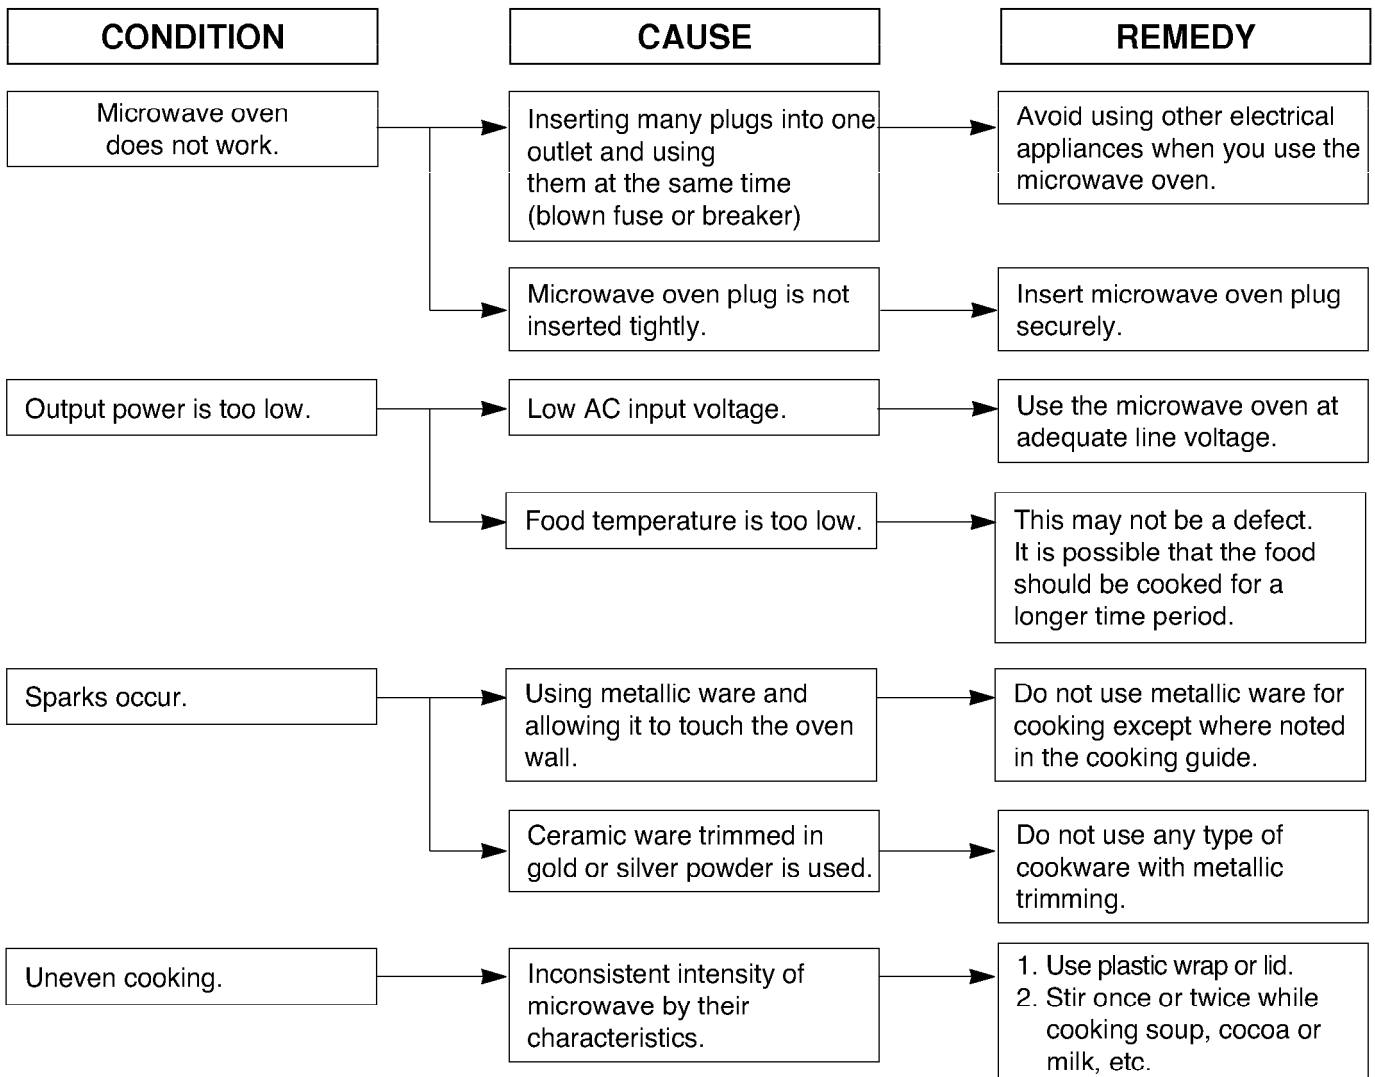 CONDITION
CAUSE
REMEDY
Microwave oven
does not work.
Inserting many plugs into one
outlet and using
them at the same time
(blown fuse or breaker)
Avoid using other electrical
appliances when you use the
microwave oven.
Microwave oven plug is not
inserted tightly.
Insert microwave oven plug
securely.
Output power is too low.
Low AC input voltage.
Use the microwave oven at
adequate line voltage.
Food temperature is too low.
This may not be a defect.
It is possible that the food
should be cooked for a
longer time period.
Sparks occur.
Using metallic ware and
allowing it to touch the oven
wall.
Do not use metallic ware for
cooking except where noted
in the cooking guide.
Ceramic ware trimmed in
gold or silver powder is used.
Do not use any type of
cookware with metallic
trimming.
Uneven cooking.
Inconsistent intensity of
microwave by their
characteristics.
1. Use plastic wrap or lid.
2. Stir once or twice while
cooking soup, cocoa or
milk, etc.